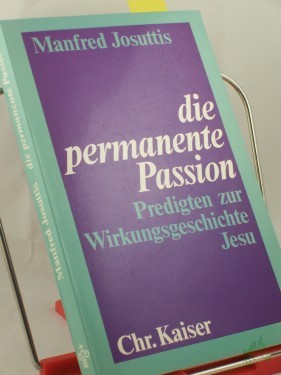 Manfred Josuttis
die
permanente
Passion
Predigten zur
Wirkungsgeschichte
Jesu
Chr. Kaiser
Manfred Josuttis die permanente Passion